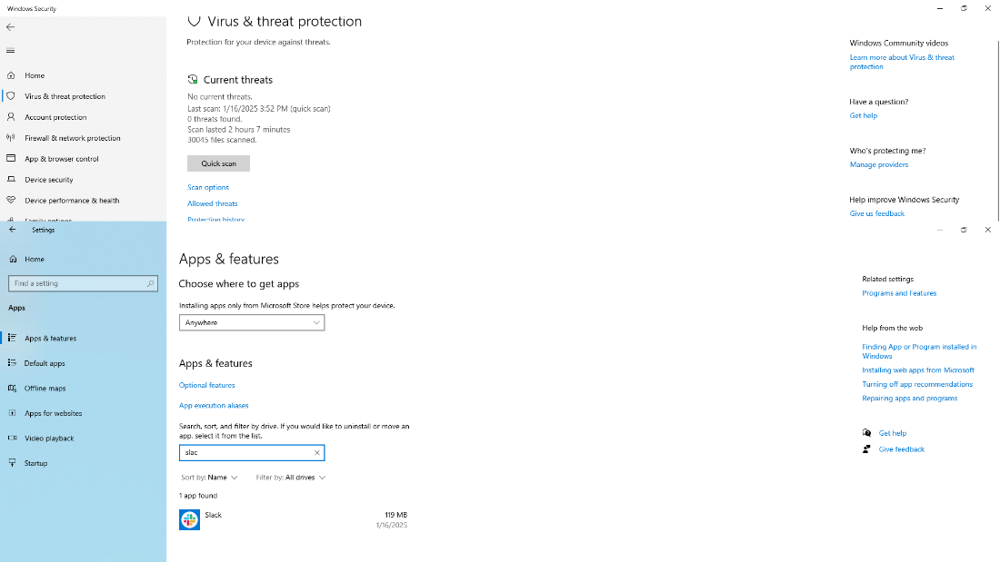 Windows Security
Virus & threat protection
Protection for your device against threats.
Home
Virus & threat protection
Account protection
Firewall & network protection
App & browser control
Device security
Device performance & health
Family options
Current threats
No current threats.
Last scan: 1/16/2025 3:52 PM (quick scan)
0 threats found.
Scan lasted 2 hours 7 minutes
30045 files scanned.
Quick scan
Scan options
Allowed threats
Protection history
Windows Community videos
Learn more about Virus & threat
protection
Have a question?
Get help
Who's protecting me?
Manage providers
Help improve Windows Security
Give us feedback
Settings
Home
Find a setting
Apps
Apps & features
Default apps
Offline maps
Apps for websites
Video playback
Startup
Apps & features
Choose where to get apps
Installing apps only from Microsoft Store helps protect your device.
Anywhere
Apps & features
Optional features
App execution aliases
Search, sort, and filter by drive. If you would like to uninstall or move an
app, select it from the list.
slac
Sort by: Name
Filter by: All drives
1 app found
Slack
119 MB
1/16/2025
Related settings
Programs and Features
Help from the web
Finding App or Program installed in
Windows
Installing web apps from Microsoft
Turning off app recommendations
Repairing apps and programs
Get help
Give feedback